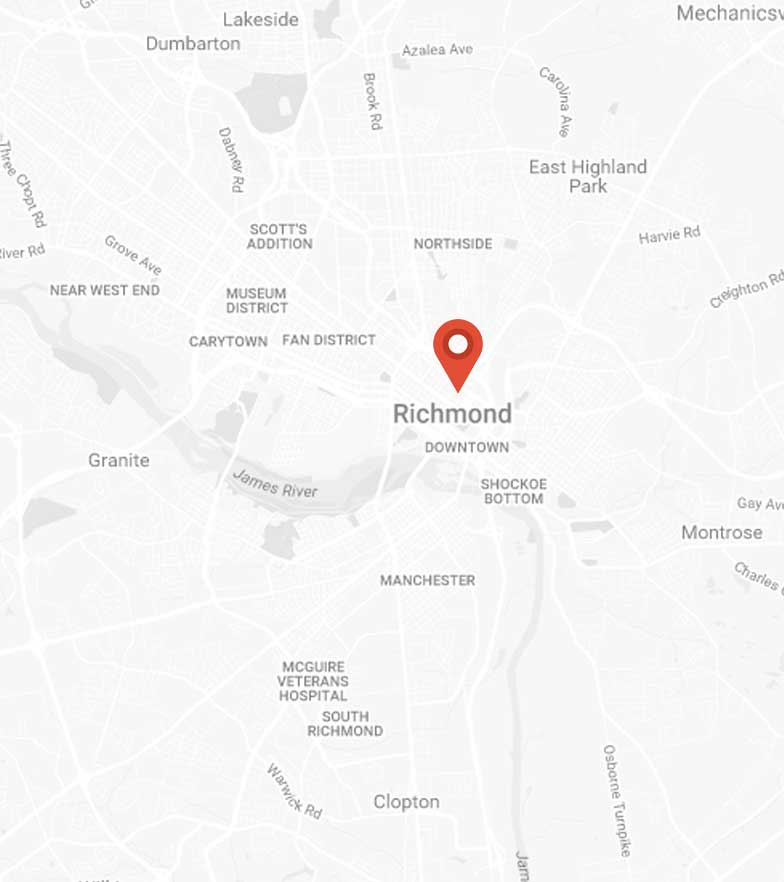 Lakeside
Mechanicsv
Dumbarton
Azalea Ave
Brook Rd
Carolina Ave
Dabney Rd
Three Chopt Rd
East Highland
Park
SCOTT'S
ADDITION
NORTHSIDE
Harvie Rd
River Rd
Grove Ave
NEAR WEST END
MUSEUM
DISTRICT
Creighton Rd
CARYTOWN
FAN DISTRICT
Richmond
DOWNTOWN
Granite
James River
SHOCKOE
BOTTOM
Gay Ave
Montrose
MANCHESTER
Charles
MCGUIRE
VETERANS
HOSPITAL
SOUTH
RICHMOND
Warwick Rd
Clopton
Osborne Turnpike
Jam